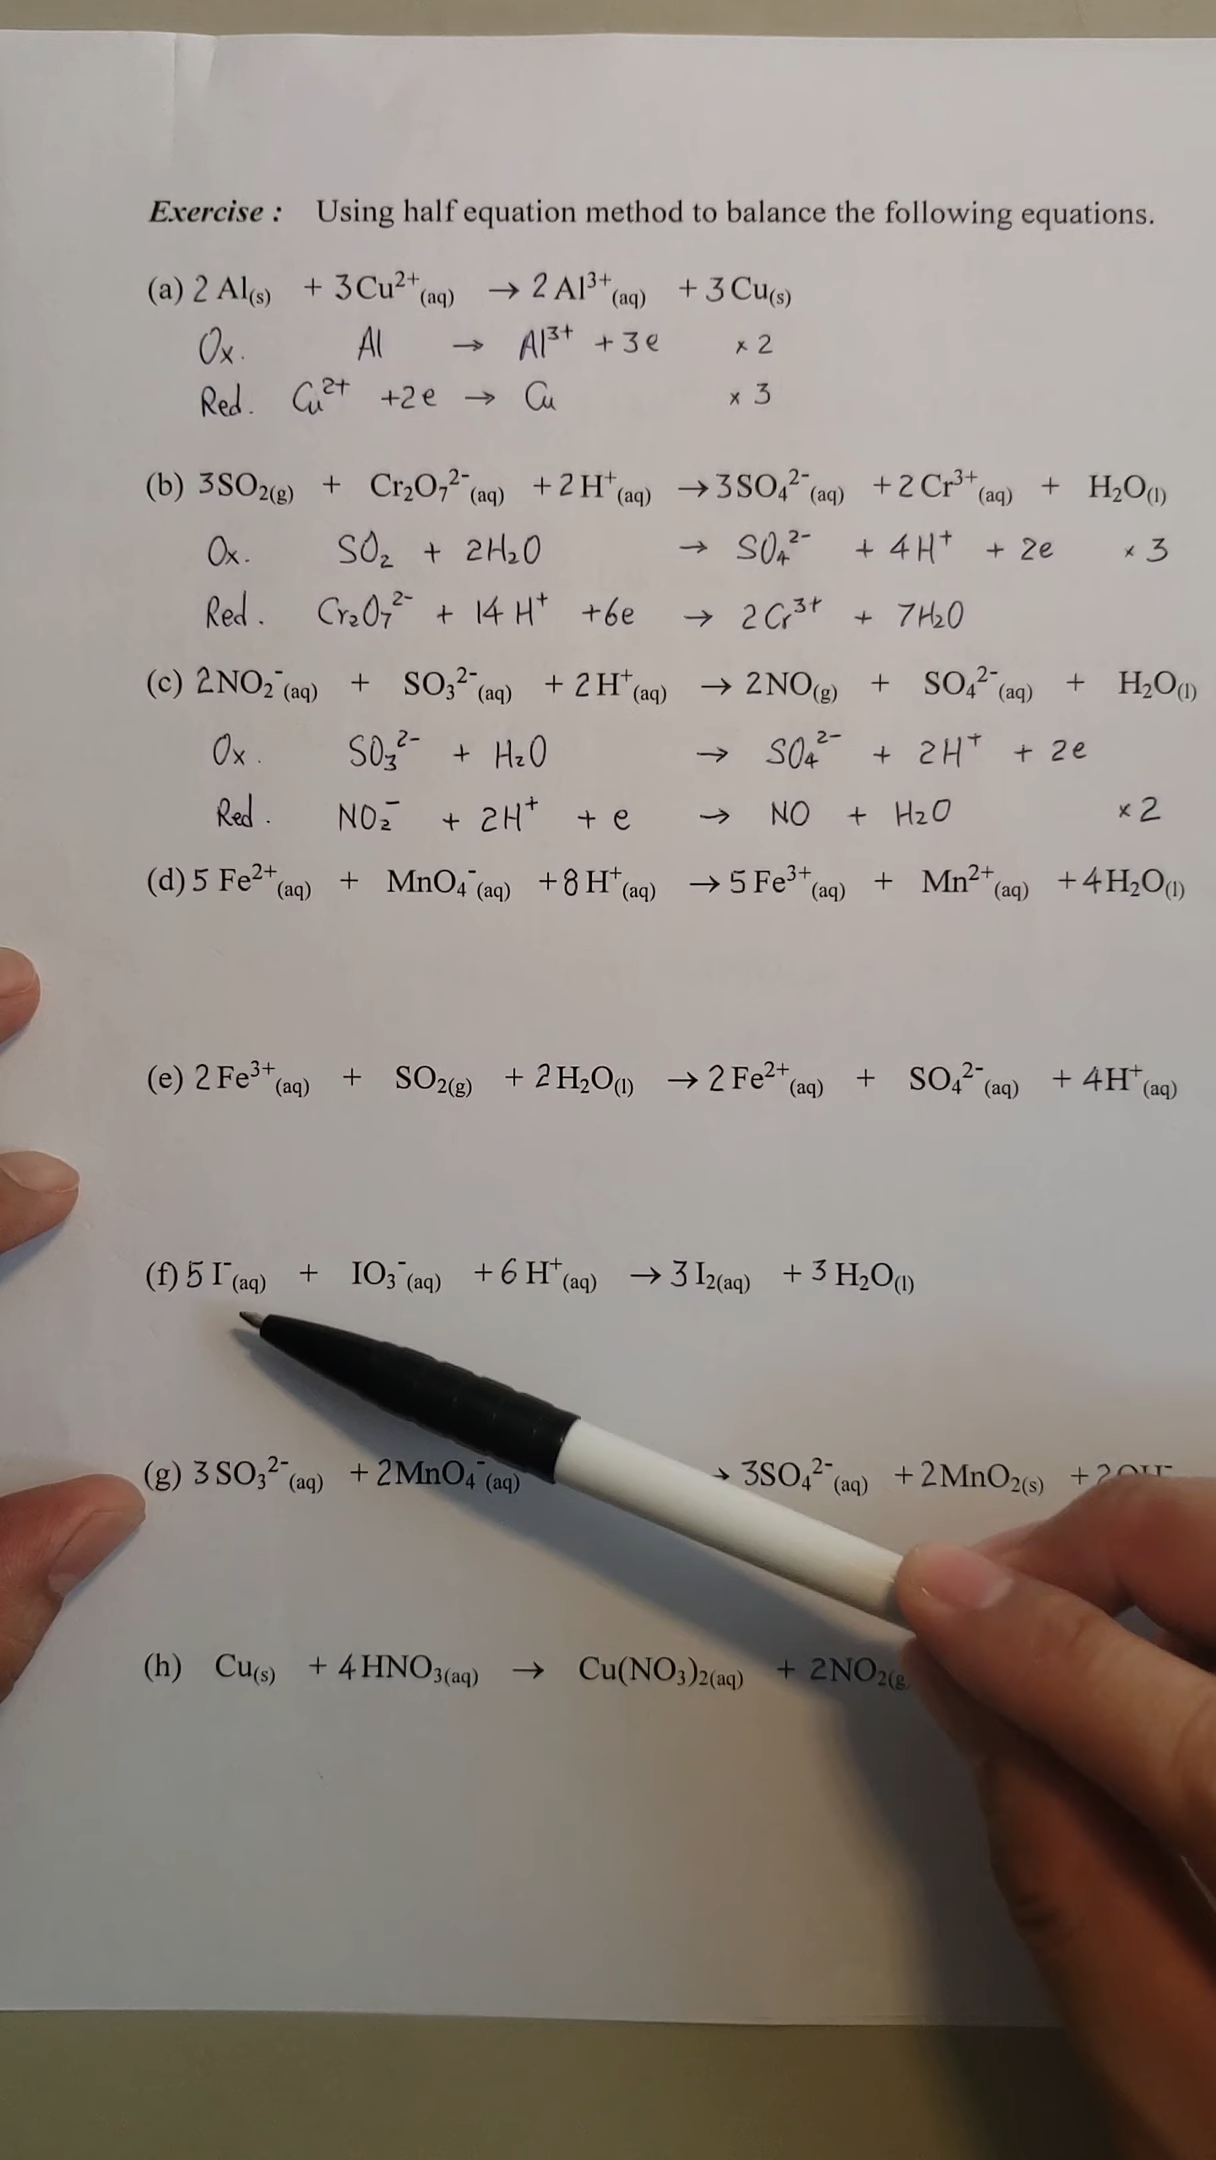 Exercise : Using half equation method to balance the following equations.
(a) 2 Al(s) + 3Cu²⁺(aq) → 2 Al³⁺(aq) + 3 Cu(s)
Ox. Al → Al³⁺ + 3e × 2
Red. Cu²⁺ +2e → Cu × 3
(b) 3SO₂(g) + Cr₂O₇²⁻(aq) + 2 H⁺(aq) → 3SO₄²⁻(aq) + 2 Cr³⁺(aq) + H₂O(l)
Ox. SO₂ + 2H₂O → SO₄²⁻ + 4H⁺ + 2e × 3
Red. Cr₂O₇²⁻ + 14 H⁺ +6e → 2Cr³⁺ + 7H₂O
(c) 2NO₂⁻(aq) + SO₃²⁻(aq) + 2 H⁺(aq) → 2NO(g) + SO₄²⁻(aq) + H₂O(l)
Ox. SO₃²⁻ + H₂O → SO₄²⁻ + 2H⁺ + 2e
Red. NO₂⁻ + 2H⁺ + e → NO + H₂O × 2
(d) 5 Fe²⁺(aq) + MnO₄⁻(aq) + 8 H⁺(aq) → 5 Fe³⁺(aq) + Mn²⁺(aq) + 4H₂O(l)
(e) 2 Fe³⁺(aq) + SO₂(g) + 2 H₂O(l) → 2 Fe²⁺(aq) + SO₄²⁻(aq) + 4H⁺(aq)
(f) 5 I⁻(aq) + IO₃⁻(aq) + 6 H⁺(aq) → 3 I₂(aq) + 3 H₂O(l)
(g) 3 SO₃²⁻(aq) + 2MnO₄⁻(aq) → 3SO₄²⁻(aq) + 2MnO₂(s) +
(h) Cu(s) + 4HNO₃(aq) → Cu(NO₃)₂(aq) + 2NO₂(g